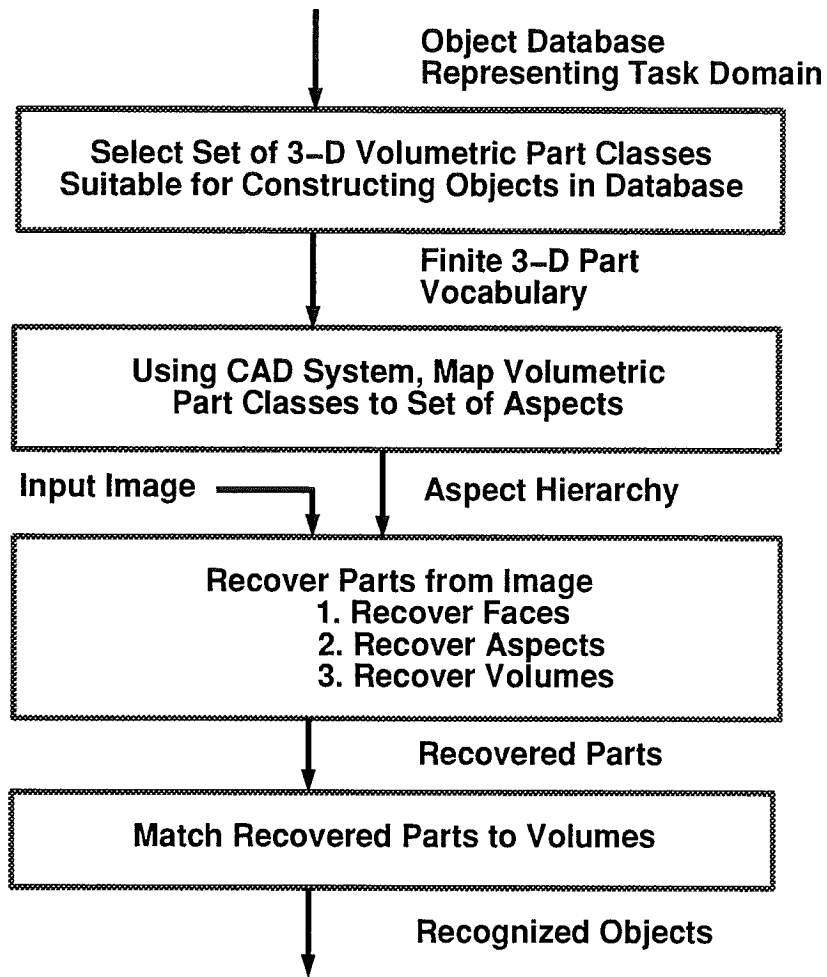 Object Database
Representing Task Domain
Select Set of 3–D Volumetric Part Classes
Suitable for Constructing Objects in Database
Finite 3–D Part
Vocabulary
Using CAD System, Map Volumetric
Part Classes to Set of Aspects
Input Image
Aspect Hierarchy
Recover Parts from Image
1. Recover Faces
2. Recover Aspects
3. Recover Volumes
Recovered Parts
Match Recovered Parts to Volumes
Recognized Objects